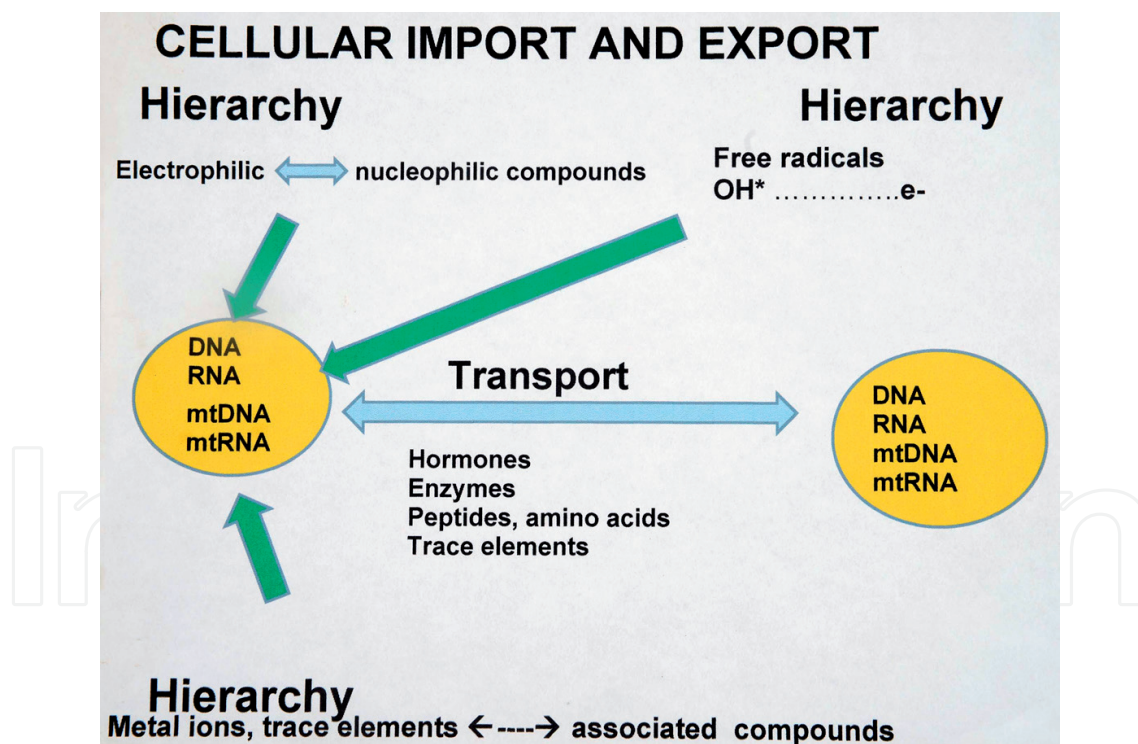 CELLULAR IMPORT AND EXPORT
Hierarchy
Hierarchy
Electrophilic
nucleophilic compounds
Free radicals
OH* ..............e-
DNA
RNA
mtDNA
mtRNA
Transport
Hormones
Enzymes
Peptides, amino acids
Trace elements
DNA
RNA
mtDNA
mtRNA
Hierarchy
Metal ions, trace elements ←----→ associated compounds